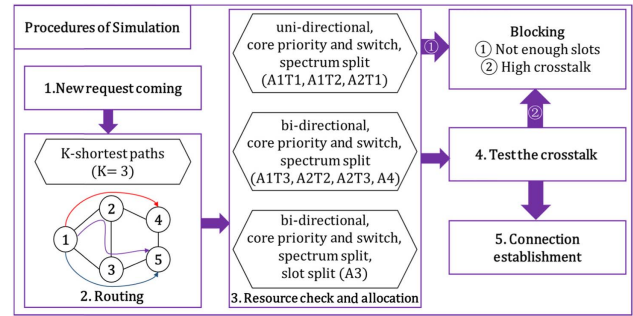 Procedures of Simulation
1.New request coming
K-shortest paths
(K= 3)
1
2
3
4
5
2. Routing
uni-directional,
core priority and switch,
spectrum split
(A1T1, A1T2, A2T1)
bi-directional,
core priority and switch,
spectrum split
(A1T3, A2T2, A2T3, A4)
bi-directional,
core priority and switch,
spectrum split,
slot split (A3)
3. Resource check and allocation
①
Blocking
① Not enough slots
② High crosstalk
②
4. Test the crosstalk
5. Connection
establishment